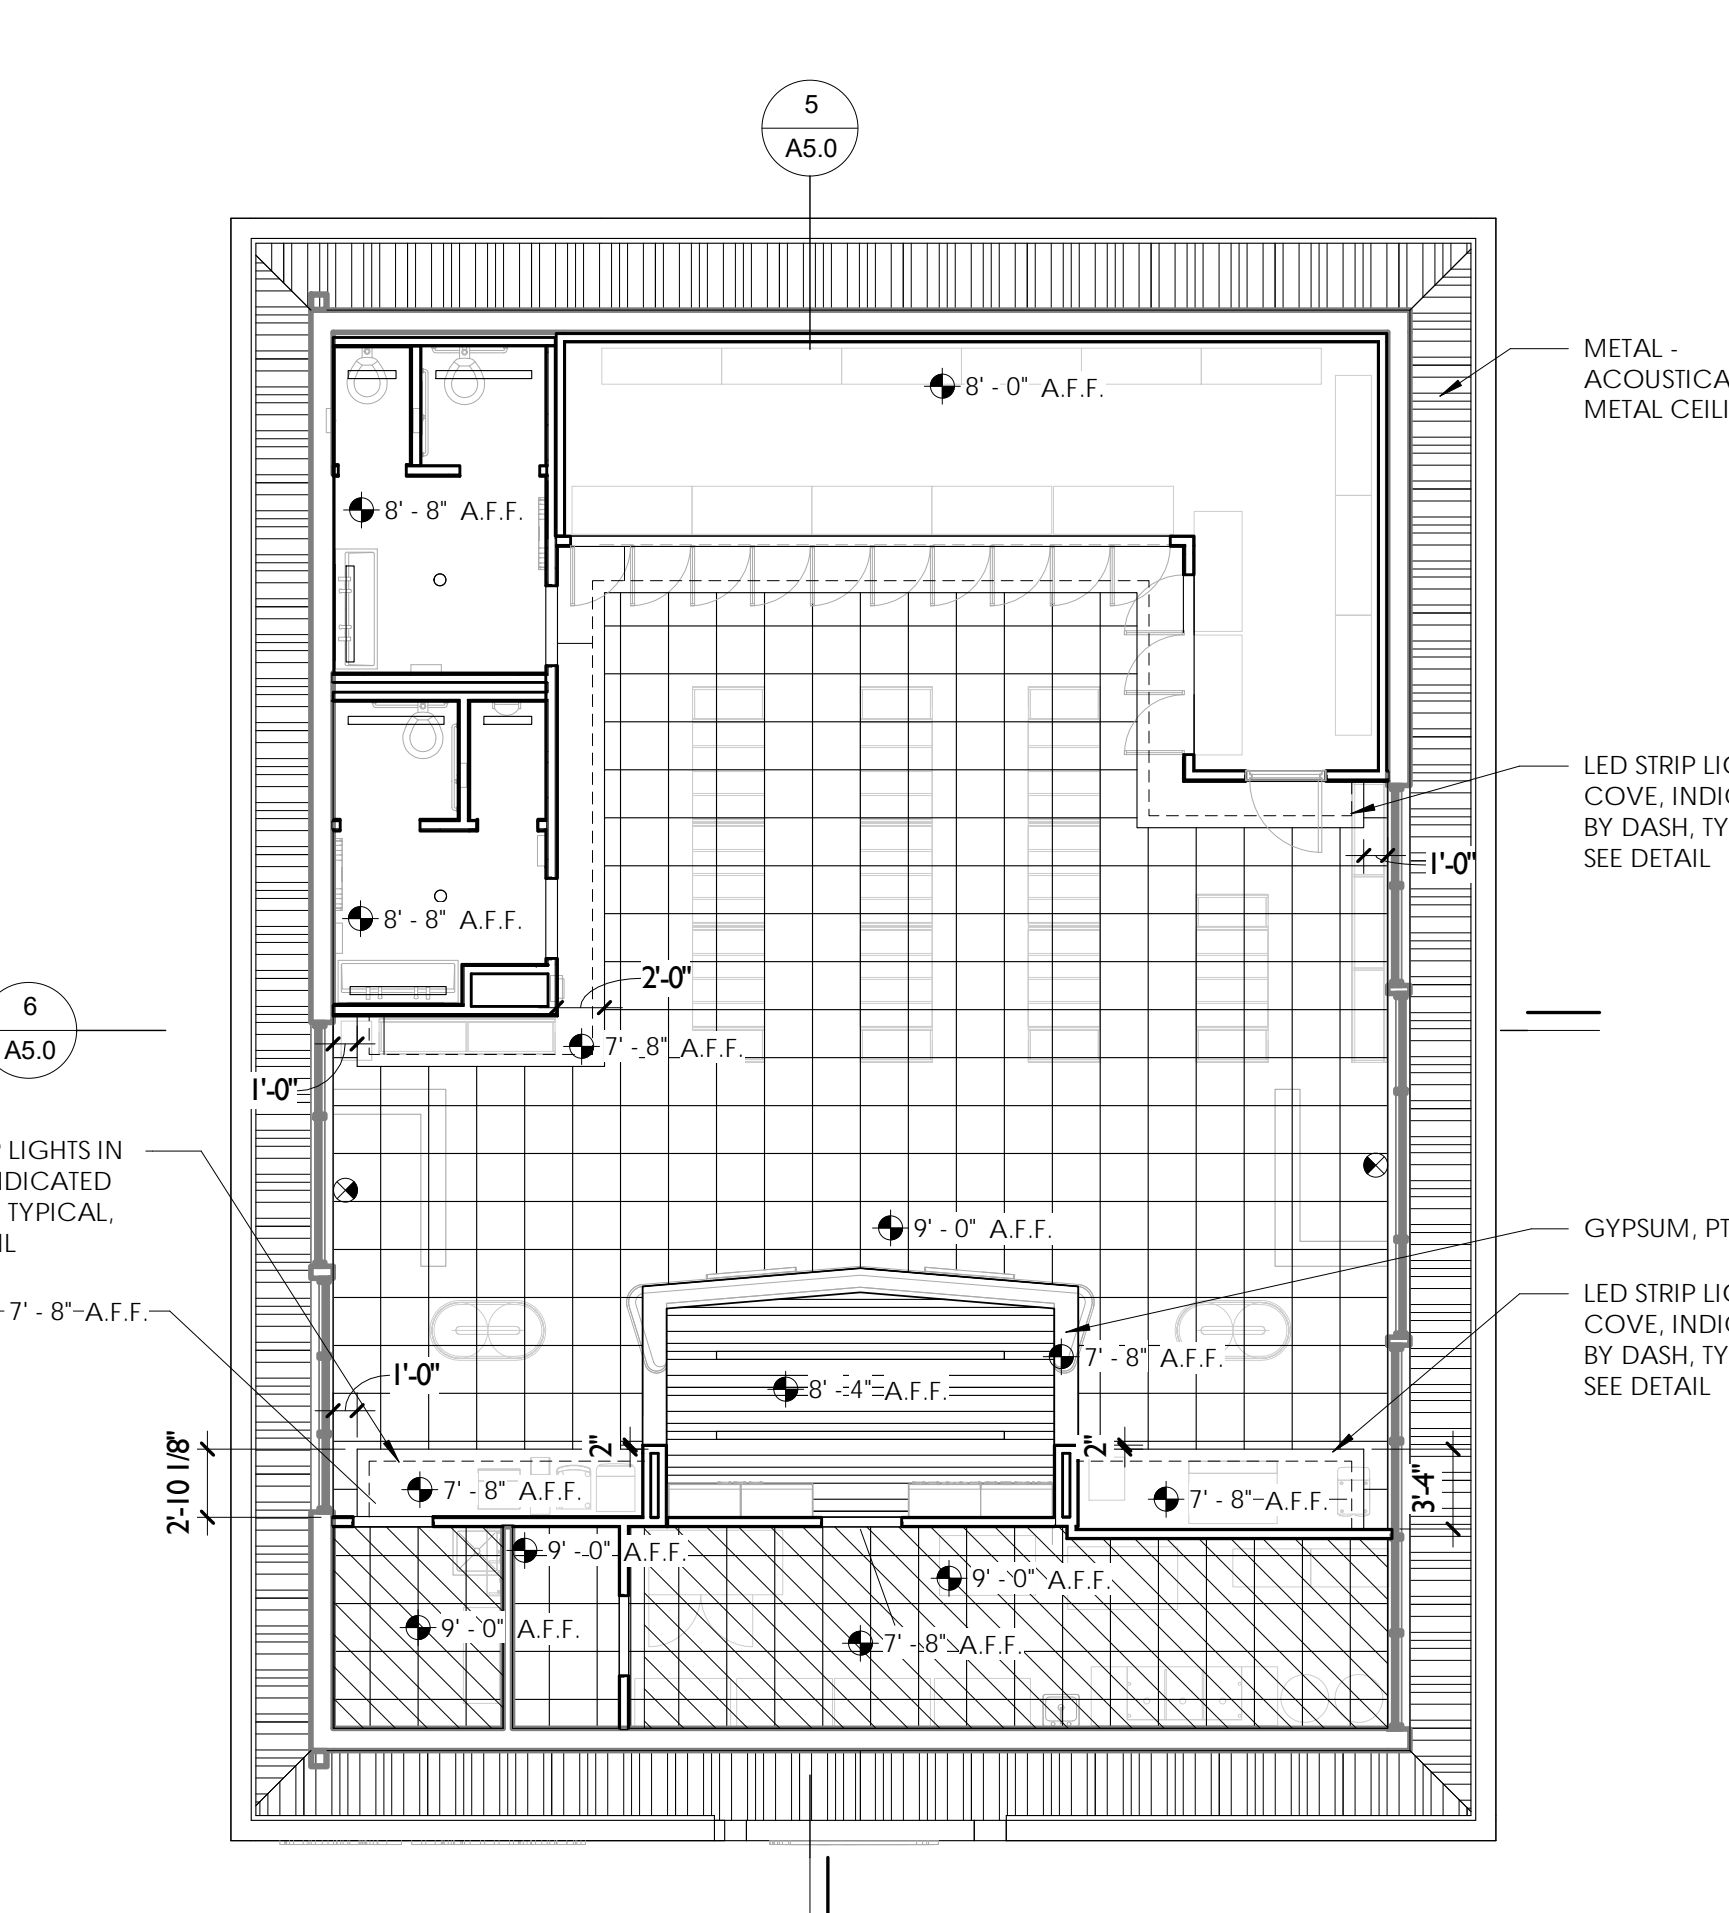 5
A5.0
METAL -
ACOUSTICA
METAL CEILI
8' - 0" A.F.F.
8' - 8" A.F.F.
LED STRIP LIG
COVE, INDIC
BY DASH, TY
SEE DETAIL
1'-0"
8' - 8" A.F.F.
2'-0"
6
A5.0
7' - 8" A.F.F.
1'-0"
LIGHTS IN
NDICATED
TYPICAL,
IL
9' - 0" A.F.F.
GYPSUM, PT
7' - 8" A.F.F.
LED STRIP LIG
COVE, INDIC
BY DASH, TY
SEE DETAIL
7' - 8" A.F.F.
1'-0"
8' - 4" A.F.F.
2'-10 1/8"
2"
2"
3'-4"
7' - 8" A.F.F.
7' - 8" A.F.F.
9' - 0" A.F.F.
9' - 0" A.F.F.
9' - 0" A.F.F.
7' - 8" A.F.F.